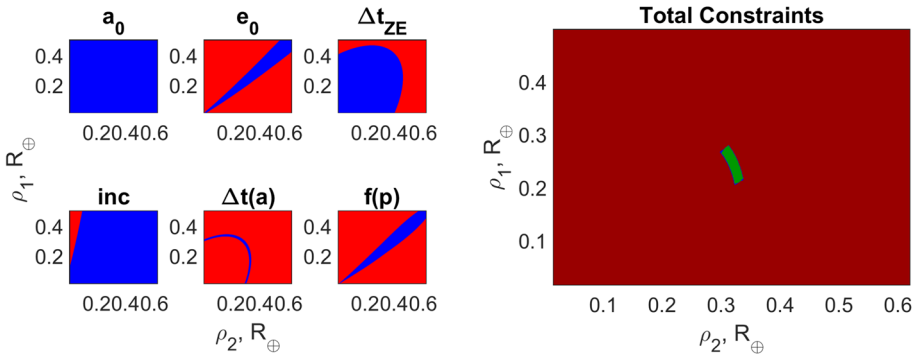 a₀ e₀ Δt_ZE
0.4 0.4 0.4
0.2 0.2 0.2
0.20.40.6 0.20.40.6 0.20.40.6
ρ₁, R⊕
inc Δt(a) f(p)
0.4 0.4 0.4
0.2 0.2 0.2
0.20.40.6 0.20.40.6 0.20.40.6
ρ₂, R⊕
Total Constraints
0.4
0.3
0.2
0.1
ρ₁, R⊕
0.1 0.2 0.3 0.4 0.5 0.6
ρ₂, R⊕